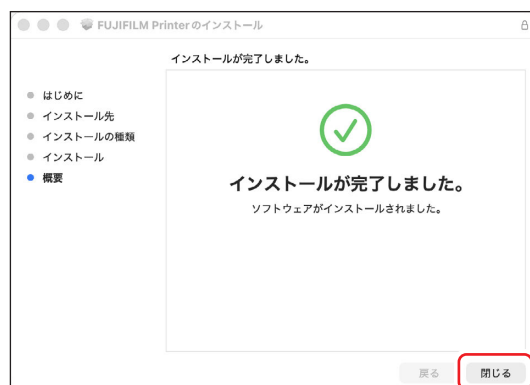 FUJIFILM Printerのインストール
インストールが完了しました。
はじめに
インストール先
インストールの種類
インストール
概要
インストールが完了しました。
ソフトウェアがインストールされました。
戻る
閉じる